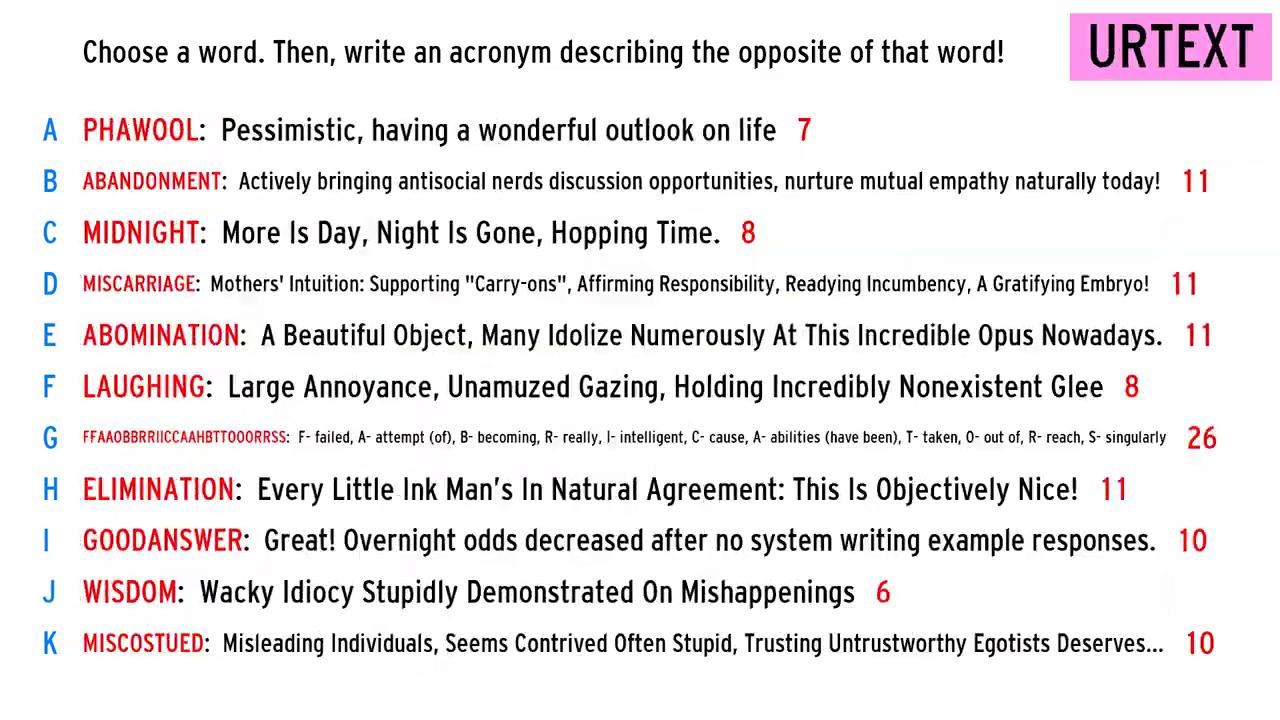 Choose a word. Then, write an acronym describing the opposite of that word!
URTEXT
A PHAWOOL: Pessimistic, having a wonderful outlook on life 7
B ABANDONMENT: Actively bringing antisocial nerds discussion opportunities, nurture mutual empathy naturally today! 11
C MIDNIGHT: More Is Day, Night Is Gone, Hopping Time. 8
D MISCARRIAGE: Mothers' Intuition: Supporting "Carry-ons", Affirming Responsibility, Readying Incumbency, A Gratifying Embryo! 11
E ABOMINATION: A Beautiful Object, Many Idolize Numerously At This Incredible Opus Nowadays. 11
F LAUGHING: Large Annoyance, Unamuzed Gazing, Holding Incredibly Nonexistent Glee 8
G FFAAOBBRRIICCAAHBTTOOORRSS: F- failed, A- attempt (of), B- becoming, R- really, I- intelligent, C- cause, A- abilities (have been), T- taken, O- out of, R- reach, S- singularly 26
H ELIMINATION: Every Little Ink Man's In Natural Agreement: This Is Objectively Nice! 11
I GOODANSWER: Great! Overnight odds decreased after no system writing example responses. 10
J WISDOM: Wacky Idiocy Stupidly Demonstrated On Mishappenings 6
K MISCOSTUED: Misleading Individuals, Seems Contrived Often Stupid, Trusting Untrustworthy Egotists Deserves... 10